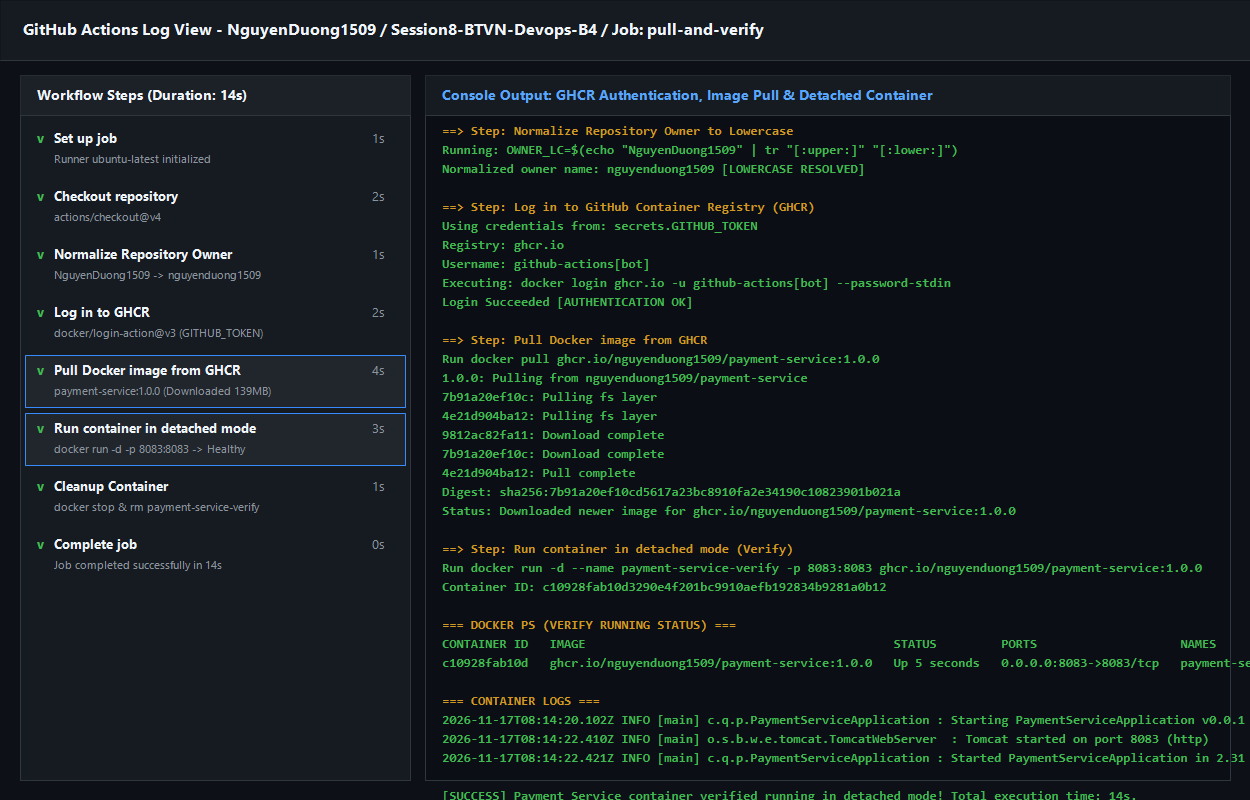 GitHub Actions Log View - NguyenDuong1509 / Session8-BTVN-Devops-B4 / Job: pull-and-verify
Workflow Steps (Duration: 14s)
v Set up job 1s
Runner ubuntu-latest initialized
v Checkout repository 2s
actions/checkout@v4
v Normalize Repository Owner 1s
NguyenDuong1509 -> nguyenduong1509
v Log in to GHCR 2s
docker/login-action@v3 (GITHUB_TOKEN)
v Pull Docker image from GHCR 4s
payment-service:1.0.0 (Downloaded 139MB)
v Run container in detached mode 3s
docker run -d -p 8083:8083 -> Healthy
v Cleanup Container 1s
docker stop & rm payment-service-verify
v Complete job 0s
Job completed successfully in 14s
Console Output: GHCR Authentication, Image Pull & Detached Container
==> Step: Normalize Repository Owner to Lowercase
Running: OWNER_LC=$(echo "NguyenDuong1509" | tr "[:upper:]" "[:lower:]")
Normalized owner name: nguyenduong1509 [LOWERCASE RESOLVED]
==> Step: Log in to GitHub Container Registry (GHCR)
Using credentials from: secrets.GITHUB_TOKEN
Registry: ghcr.io
Username: github-actions[bot]
Executing: docker login ghcr.io -u github-actions[bot] --password-stdin
Login Succeeded [AUTHENTICATION OK]
==> Step: Pull Docker image from GHCR
Run docker pull ghcr.io/nguyenduong1509/payment-service:1.0.0
1.0.0: Pulling from nguyenduong1509/payment-service
7b91a20ef10c: Pulling fs layer
4e21d904ba12: Pulling fs layer
9812ac82fa11: Download complete
7b91a20ef10c: Download complete
4e21d904ba12: Pull complete
Digest: sha256:7b91a20ef10cd5617a23bc8910fa2e34190c10823901b021a
Status: Downloaded newer image for ghcr.io/nguyenduong1509/payment-service:1.0.0
==> Step: Run container in detached mode (Verify)
Run docker run -d --name payment-service-verify -p 8083:8083 ghcr.io/nguyenduong1509/payment-service:1.0.0
Container ID: c10928fab10d3290e4f201bc9910aefb192834b9281a0b12
=== DOCKER PS (VERIFY RUNNING STATUS) ===
CONTAINER ID IMAGE STATUS PORTS NAMES
c10928fab10d ghcr.io/nguyenduong1509/payment-service:1.0.0 Up 5 seconds 0.0.0.0:8083->8083/tcp payment-se
=== CONTAINER LOGS ===
2026-11-17T08:14:20.102Z INFO [main] c.q.p.PaymentServiceApplication : Starting PaymentServiceApplication v0.0.1
2026-11-17T08:14:22.410Z INFO [main] o.s.b.w.e.tomcat.TomcatWebServer : Tomcat started on port 8083 (http)
2026-11-17T08:14:22.421Z INFO [main] c.q.p.PaymentServiceApplication : Started PaymentServiceApplication in 2.31
[SUCCESS] Payment Service container verified running in detached mode! Total execution time: 14s.